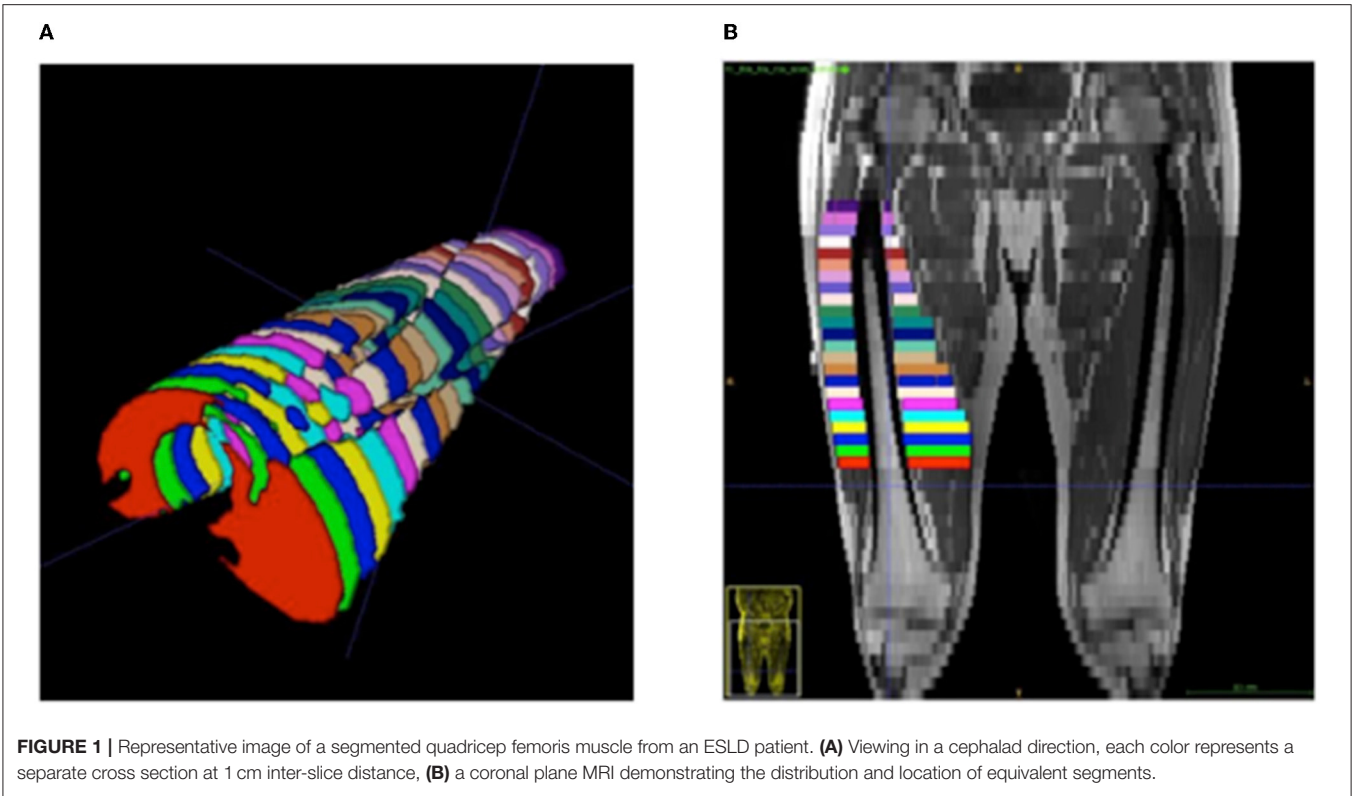 A
B
FIGURE 1 | Representative image of a segmented quadricep femoris muscle from an ESLD patient. (A) Viewing in a cephalad direction, each color represents a
separate cross section at 1 cm inter-slice distance, (B) a coronal plane MRI demonstrating the distribution and location of equivalent segments.